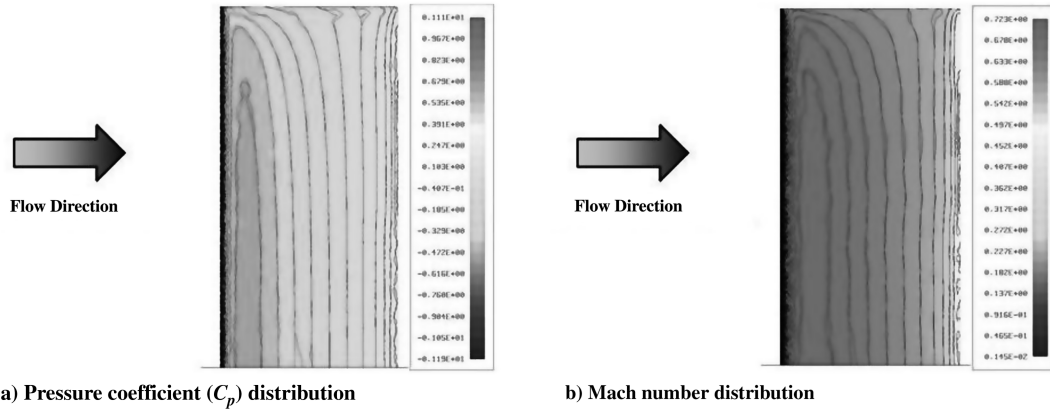 0.111E+01
0.967E+00
0.823E+00
0.679E+00
0.535E+00
0.391E+00
0.247E+00
0.103E+00
-0.407E-01
-0.185E+00
-0.329E+00
-0.472E+00
-0.616E+00
-0.760E+00
-0.904E+00
-0.105E+01
-0.119E+01
Flow Direction
a) Pressure coefficient (Cp) distribution
0.723E+00
0.678E+00
0.633E+00
0.588E+00
0.542E+00
0.497E+00
0.452E+00
0.407E+00
0.362E+00
0.317E+00
0.272E+00
0.227E+00
0.182E+00
0.137E+00
0.916E-01
0.465E-01
0.145E-02
Flow Direction
b) Mach number distribution